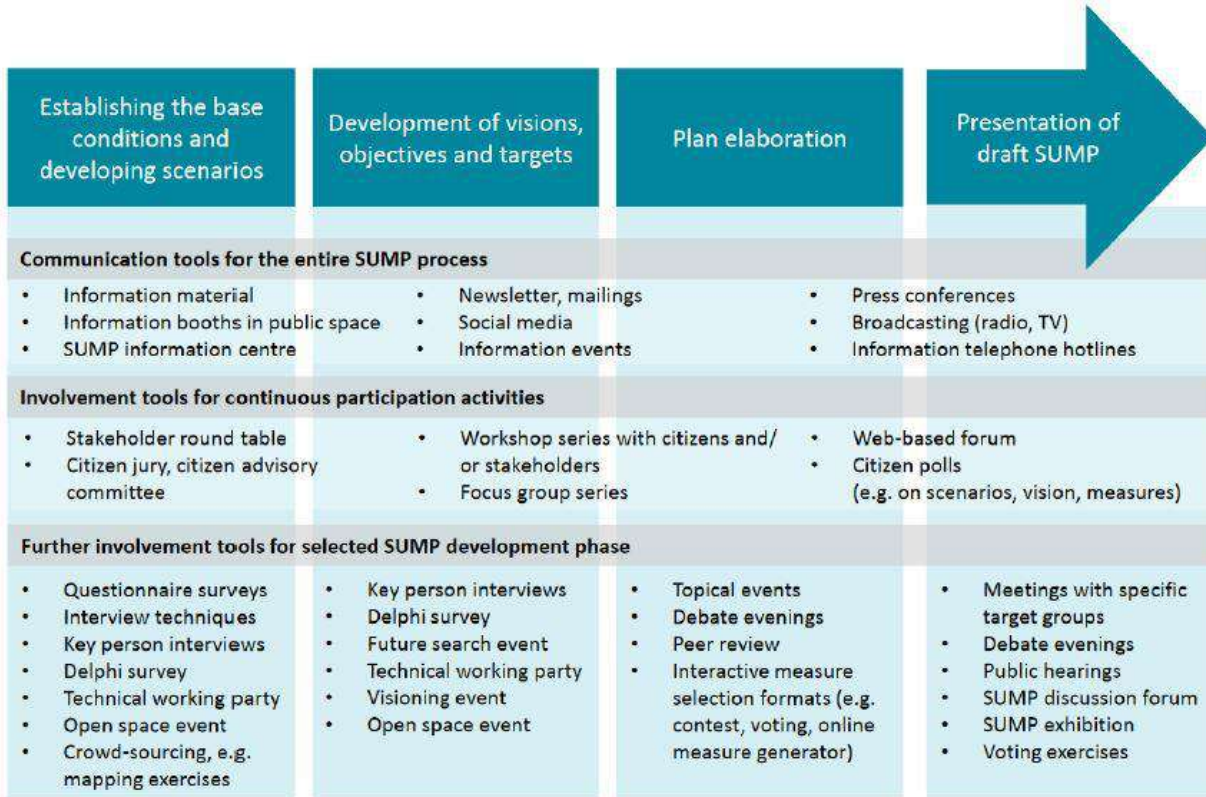 Establishing the base
conditions and
developing scenarios
Development of visions,
objectives and targets
Plan elaboration
Presentation of
draft SUMP
Communication tools for the entire SUMP process
• Information material
• Information booths in public space
• SUMP information centre
• Newsletter, mailings
• Social media
• Information events
• Press conferences
• Broadcasting (radio, TV)
• Information telephone hotlines
Involvement tools for continuous participation activities
• Stakeholder round table
• Citizen jury, citizen advisory
committee
• Workshop series with citizens and/
or stakeholders
• Focus group series
• Web-based forum
• Citizen polls
(e.g. on scenarios, vision, measures)
Further involvement tools for selected SUMP development phase
• Questionnaire surveys
• Interview techniques
• Key person interviews
• Delphi survey
• Technical working party
• Open space event
• Crowd-sourcing, e.g.
mapping exercises
• Key person interviews
• Delphi survey
• Future search event
• Technical working party
• Visioning event
• Open space event
• Topical events
• Debate evenings
• Peer review
• Interactive measure
selection formats (e.g.
contest, voting, online
measure generator)
• Meetings with specific
target groups
• Debate evenings
• Public hearings
• SUMP discussion forum
• SUMP exhibition
• Voting exercises